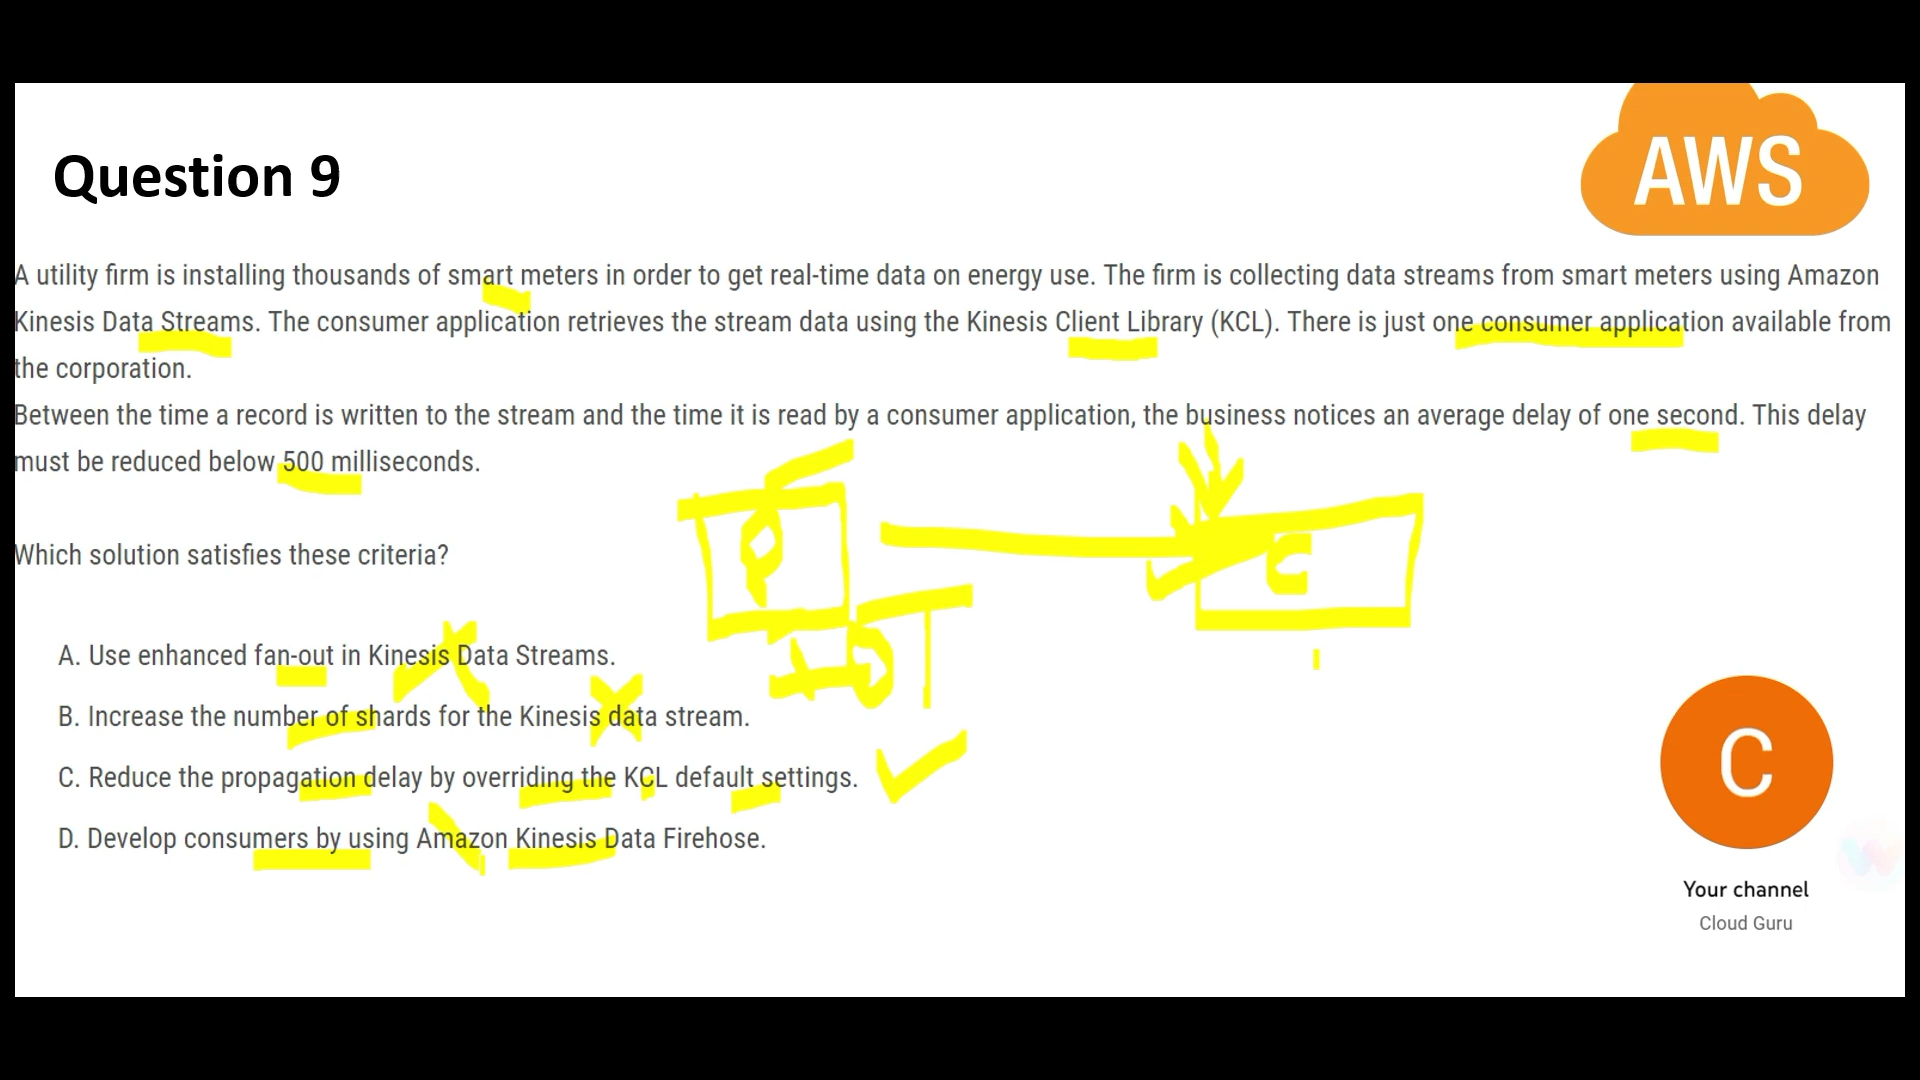 AWS
Question 9
A utility firm is installing thousands of smart meters in order to get real-time data on energy use. The firm is collecting data streams from smart meters using Amazon
Kinesis Data Streams. The consumer application retrieves the stream data using the Kinesis Client Library (KCL). There is just one consumer application available from
the corporation.
Between the time a record is written to the stream and the time it is read by a consumer application, the business notices an average delay of one second. This delay
must be reduced below 500 milliseconds.
P
C
Which solution satisfies these criteria?
IOT
A. Use enhanced fan-out in Kinesis Data Streams.
B. Increase the number of shards for the Kinesis data stream.
C. Reduce the propagation delay by overriding the KCL default settings.
D. Develop consumers by using Amazon Kinesis Data Firehose.
C
Your channel
Cloud Guru